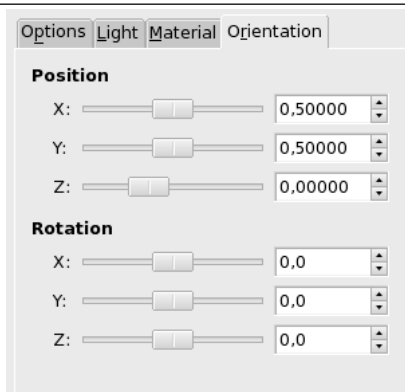 Options Light Material Orientation
Position
X: 0,50000
Y: 0,50000
Z: 0,00000
Rotation
X: 0,0
Y: 0,0
Z: 0,0